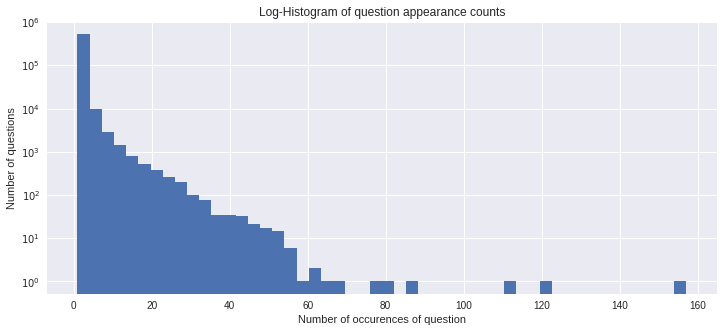 Log-Histogram of question appearance counts
Number of questions
10^6
10^5
10^4
10^3
10^2
10^1
10^0
0 20 40 60 80 100 120 140 160
Number of occurences of question